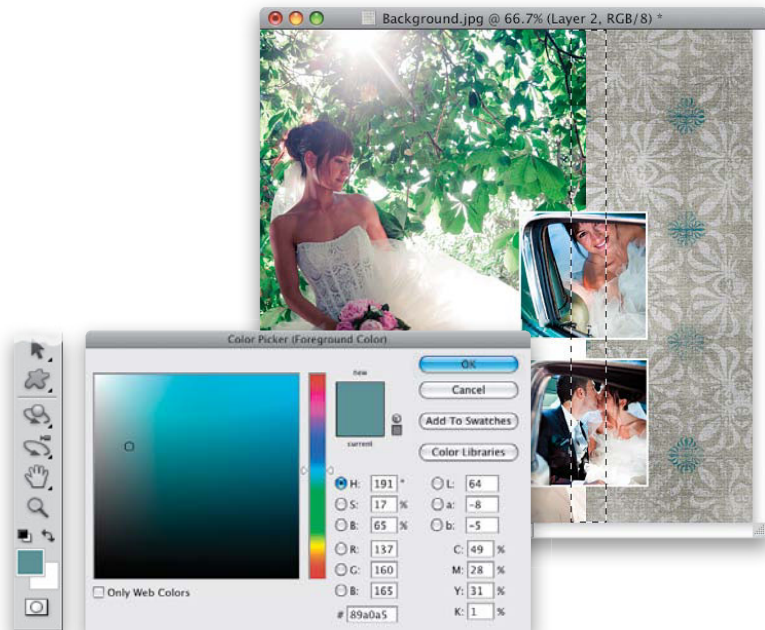 Background.jpg @ 66.7% (Layer 2, RGB/8) *
Color Picker (Foreground Color)
new
current
OK
Cancel
Add To Swatches
Color Libraries
H: 191 °
S: 17 %
B: 65 %
R: 137
G: 160
B: 165
# 89a0a5
L: 64
a: -8
b: -5
C: 49 %
M: 28 %
Y: 31 %
K: 1 %
Only Web Colors